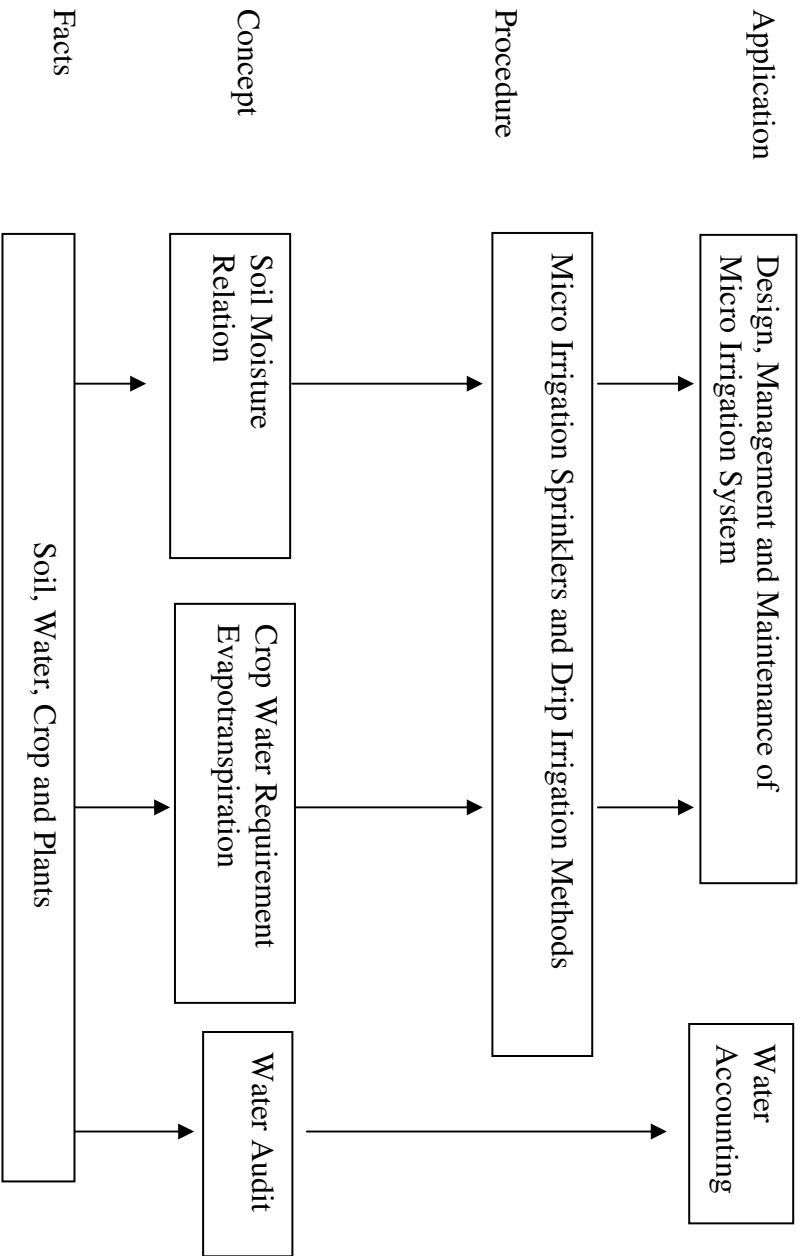 Application
Design, Management and Maintenance of
Micro Irrigation System
Water
Accounting
Procedure
Micro Irrigation Sprinklers and Drip Irrigation Methods
Concept
Soil Moisture
Relation
Crop Water Requirement
Evapotranspiration
Water Audit
Facts
Soil, Water, Crop and Plants